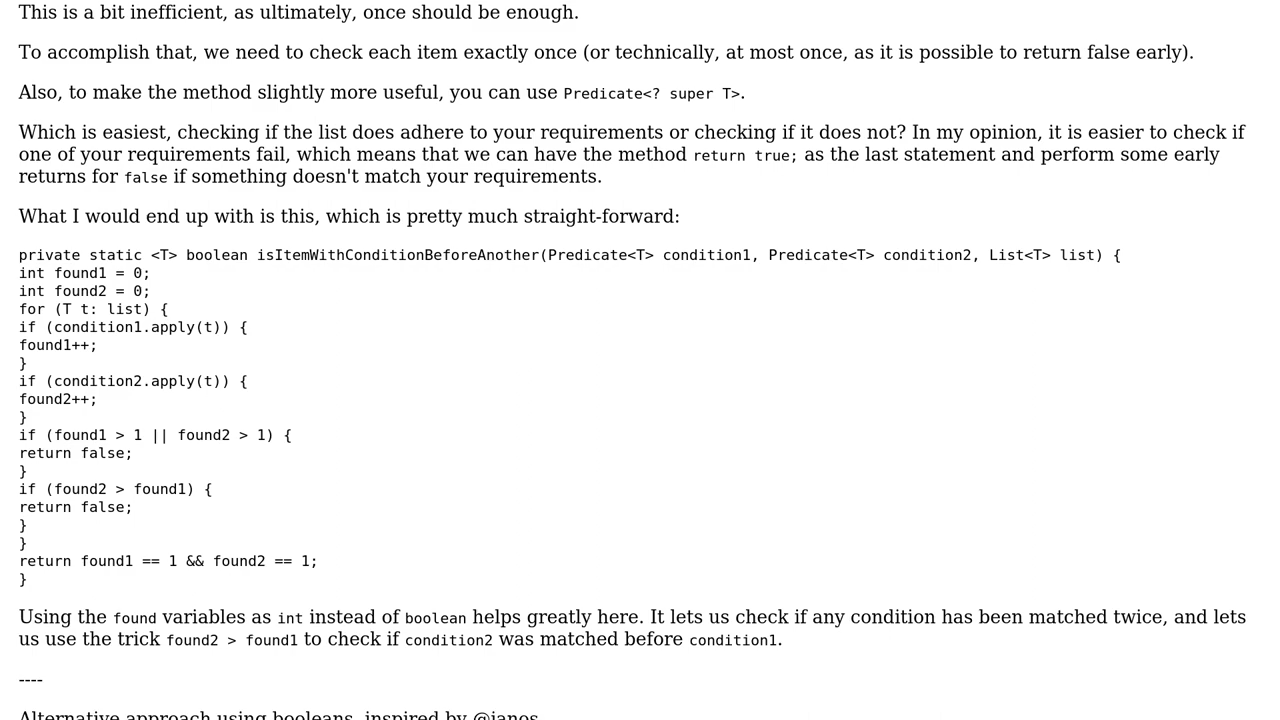 This is a bit inefficient, as ultimately, once should be enough.
To accomplish that, we need to check each item exactly once (or technically, at most once, as it is possible to return false early).
Also, to make the method slightly more useful, you can use Predicate<? super T>.
Which is easiest, checking if the list does adhere to your requirements or checking if it does not? In my opinion, it is easier to check if
one of your requirements fail, which means that we can have the method return true; as the last statement and perform some early
returns for false if something doesn't match your requirements.
What I would end up with is this, which is pretty much straight-forward:
private static <T> boolean isItemWithConditionBeforeAnother(Predicate<T> condition1, Predicate<T> condition2, List<T> list) {
int found1 = 0;
int found2 = 0;
for (T t: list) {
if (condition1.apply(t)) {
found1++;
}
if (condition2.apply(t)) {
found2++;
}
if (found1 > 1 || found2 > 1) {
return false;
}
if (found2 > found1) {
return false;
}
}
return found1 == 1 && found2 == 1;
}
Using the found variables as int instead of boolean helps greatly here. It lets us check if any condition has been matched twice, and lets
us use the trick found2 > found1 to check if condition2 was matched before condition1.
----
Alternative approach using booleans, inspired by @janos